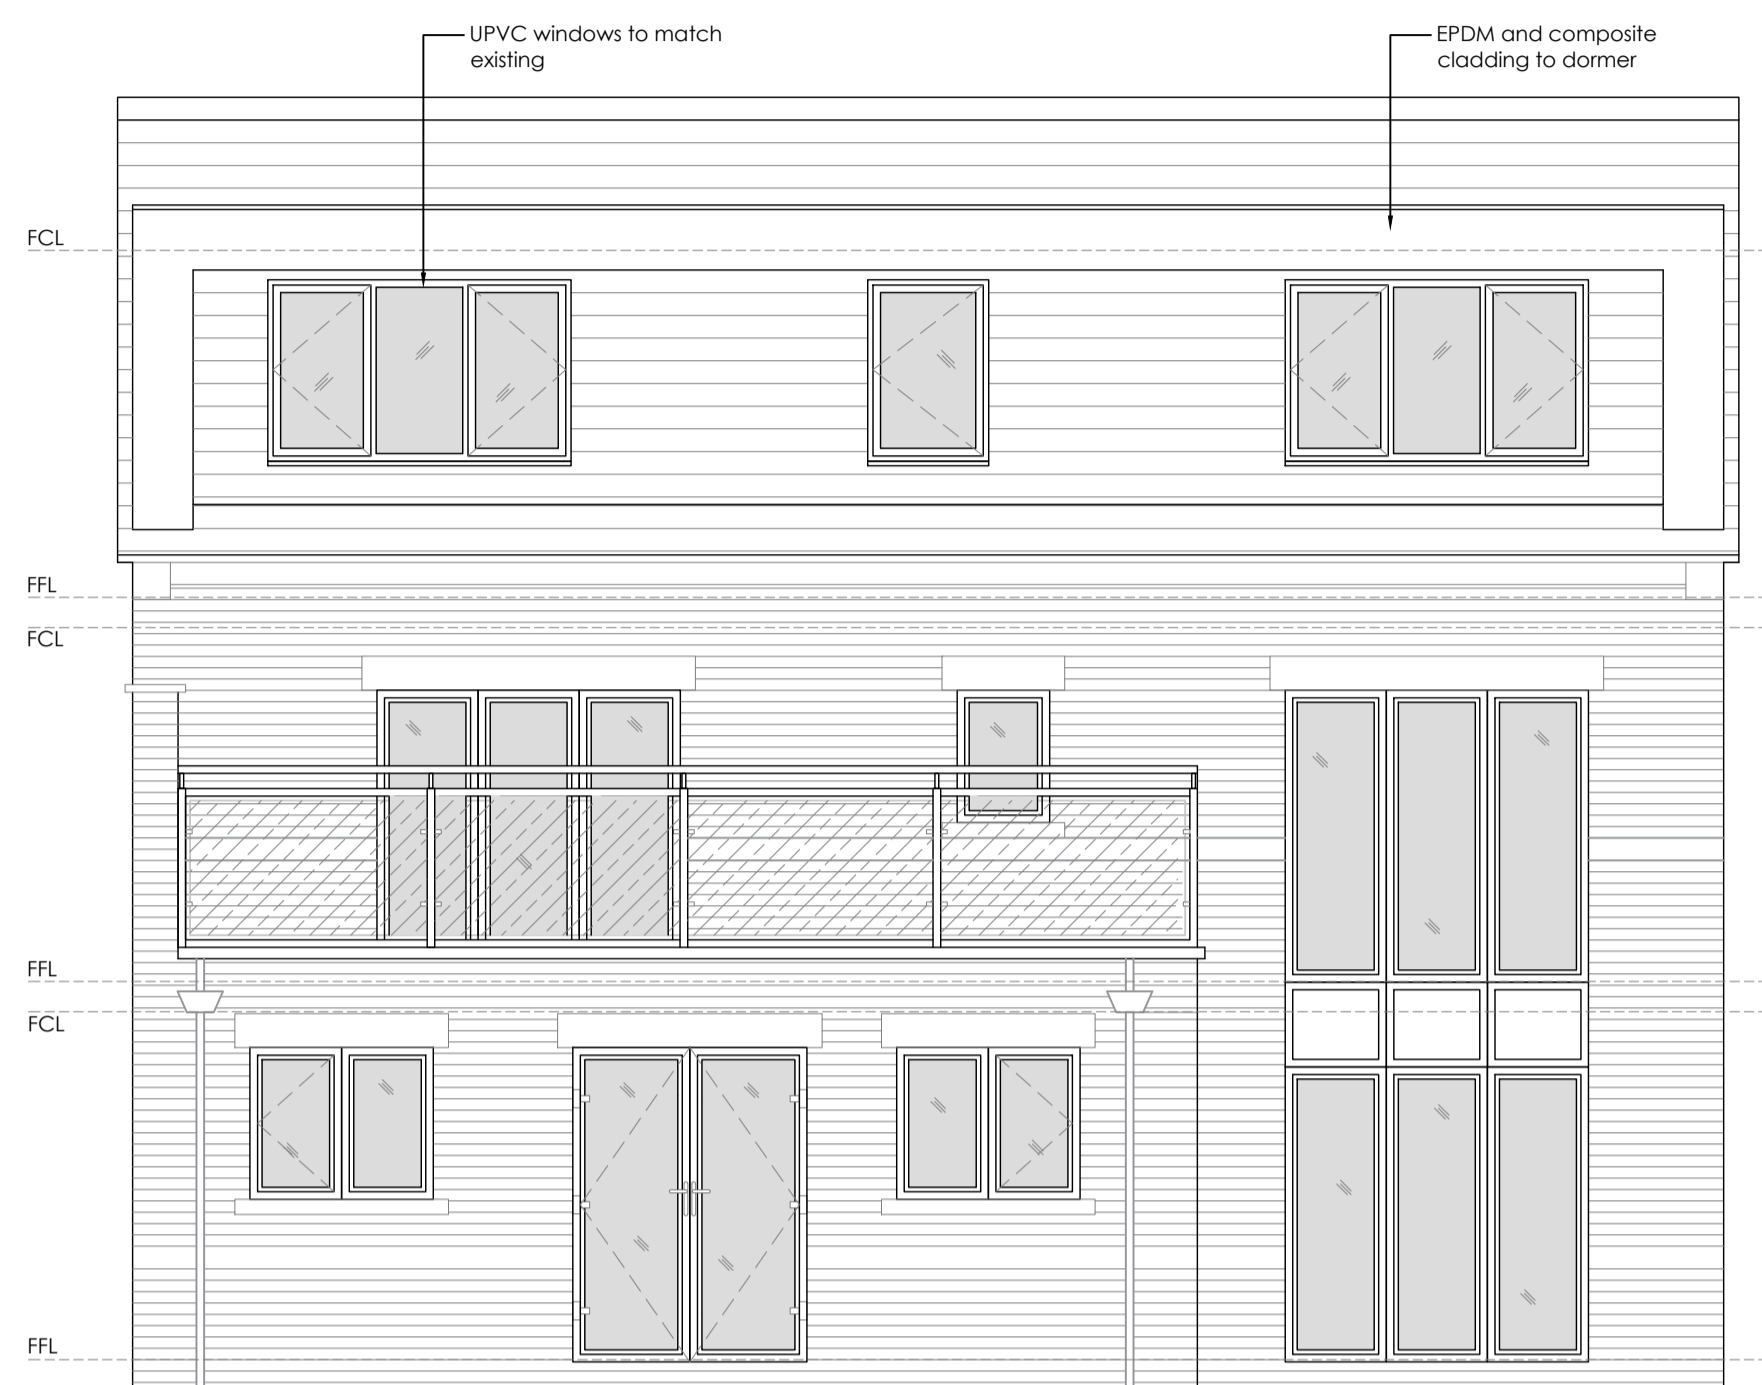 UPVC windows to match
existing
EPDM and composite
cladding to dormer
FCL
FFL
FCL
FFL
FCL
FFL